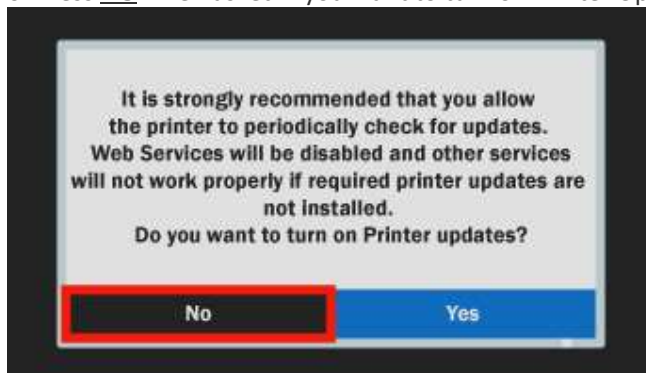 It is strongly recommended that you allow
the printer to periodically check for updates.
Web Services will be disabled and other services
will not work properly if required printer updates are
not installed.
Do you want to turn on Printer updates?
No
Yes